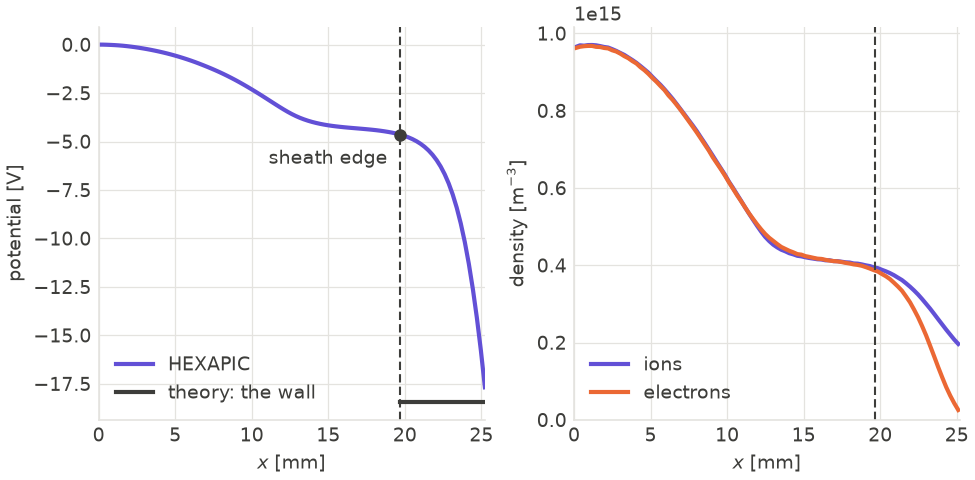 1e15
0.0
−2.5
−5.0
−7.5
−10.0
−12.5
−15.0
−17.5
potential [V]
sheath edge
HEXAPIC
theory: the wall
0 5 10 15 20 25
x [mm]
1.0
0.8
0.6
0.4
0.2
0.0
density [m⁻³]
ions
electrons
0 5 10 15 20 25
x [mm]